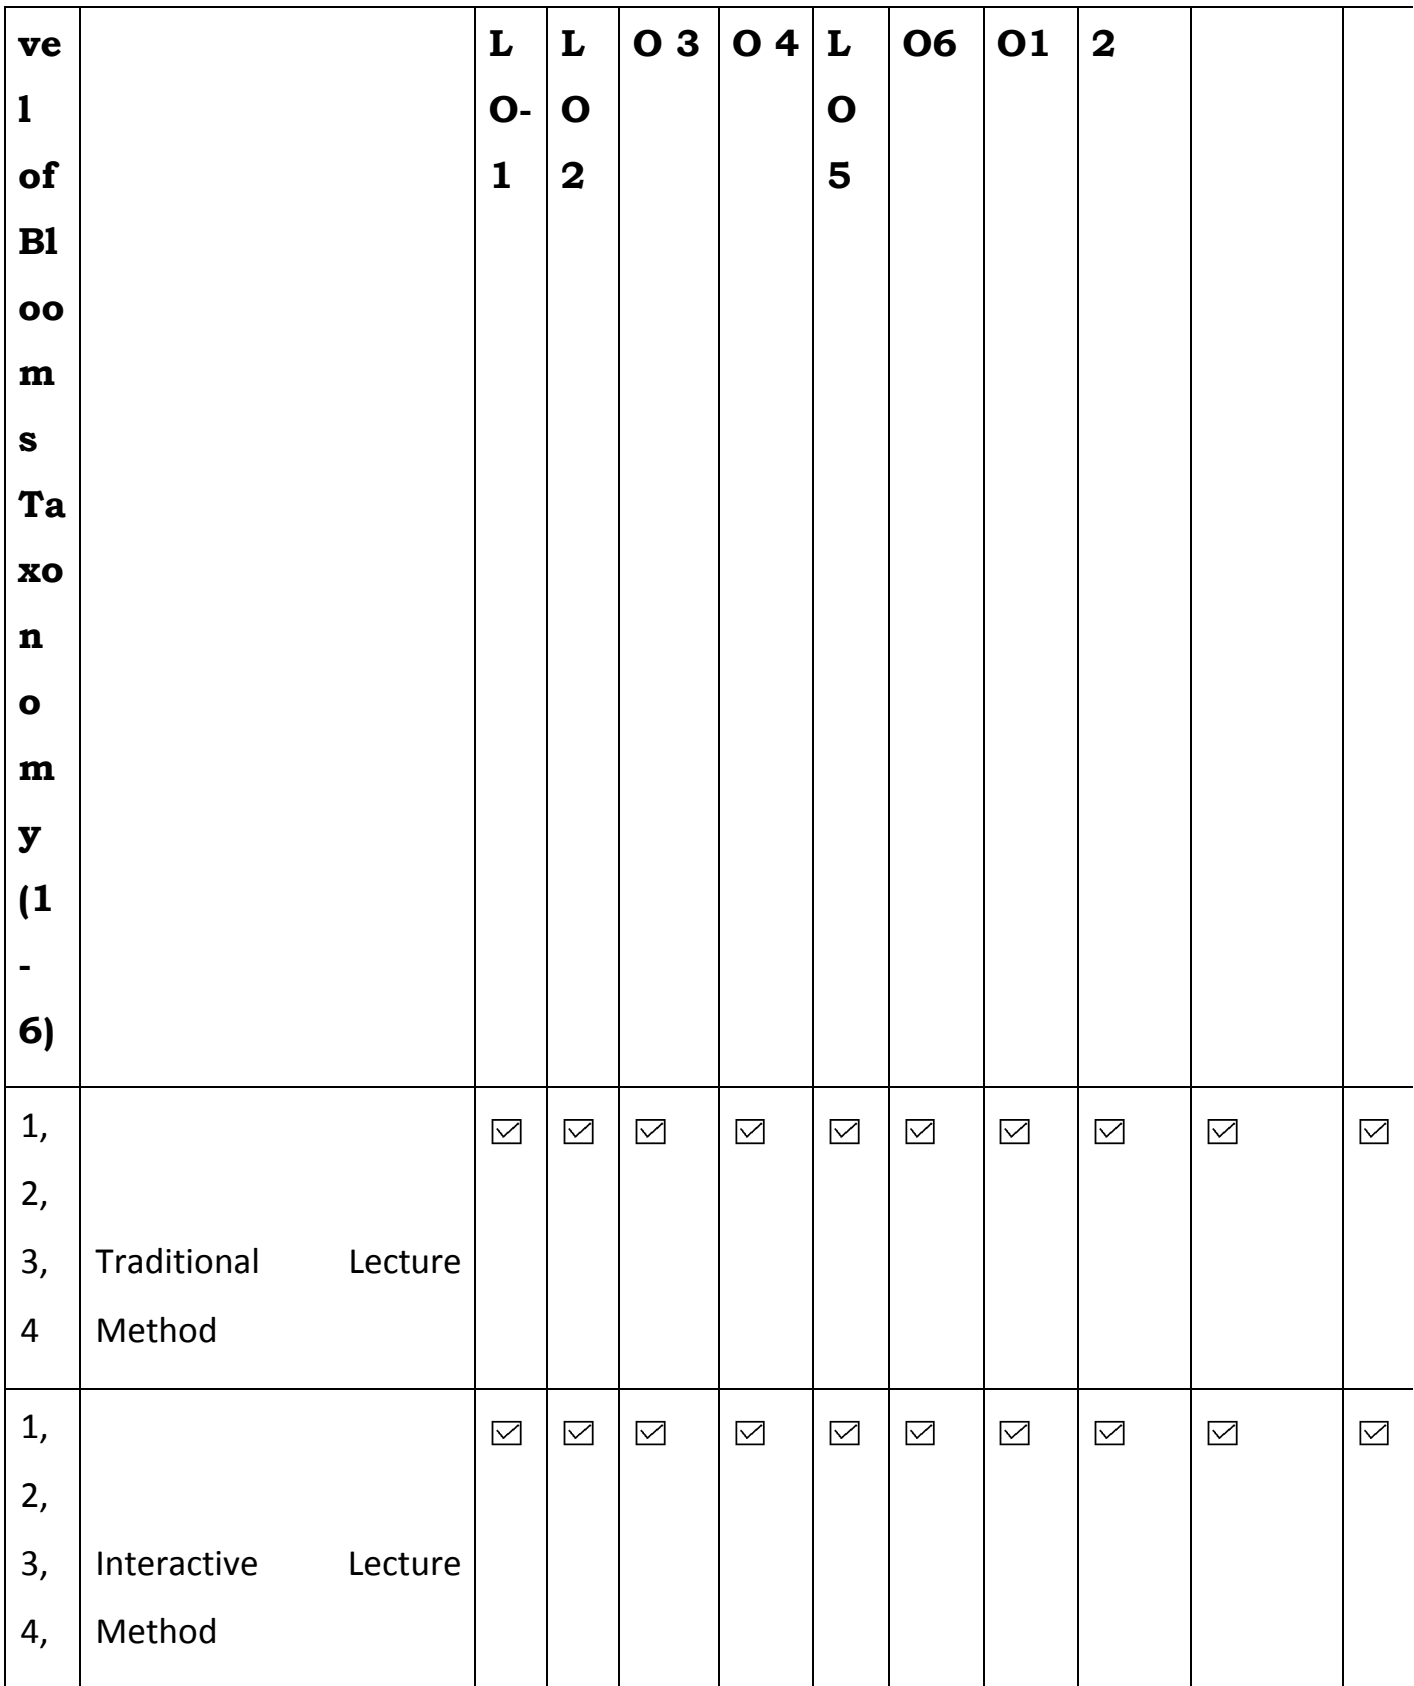 ve L L O 3 O 4 L O6 O1 2
l O- O O
of 1 2 5
Bl
oo
m
s
Ta
xo
n
o
m
y
(1
-
6)
1, ☑ ☑ ☑ ☑ ☑ ☑ ☑ ☑ ☑ ☑
2,
3, Traditional Lecture
4 Method
1, ☑ ☑ ☑ ☑ ☑ ☑ ☑ ☑ ☑ ☑
2,
3, Interactive Lecture
4, Method